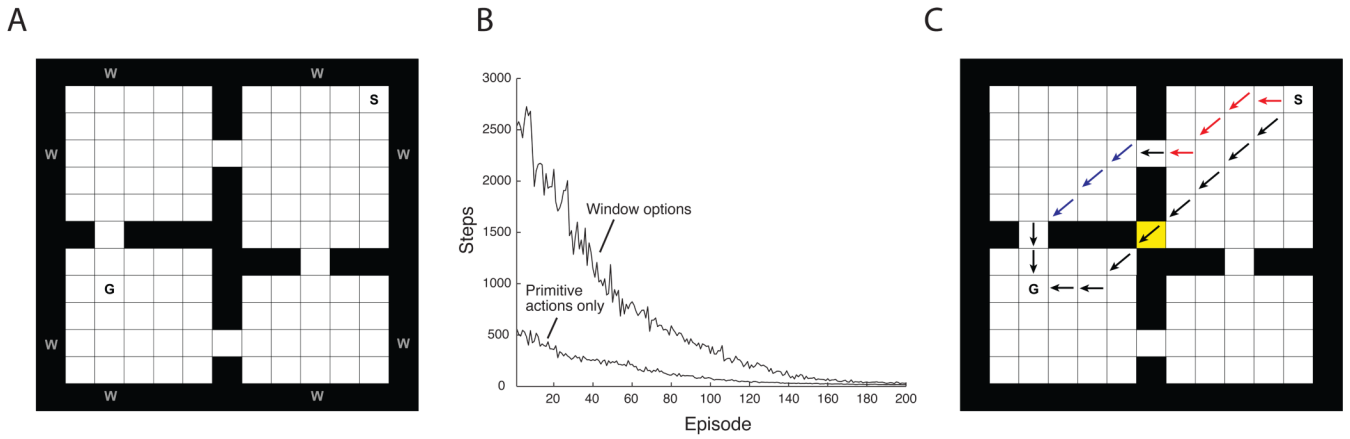 A
B
C
W
W
S
W
W
G
W
W
W
W
3000
2500
2000
1500
1000
500
0
Steps
Window options
Primitive
actions only
20
40
60
80
100
120
140
160
180
200
Episode
S
G